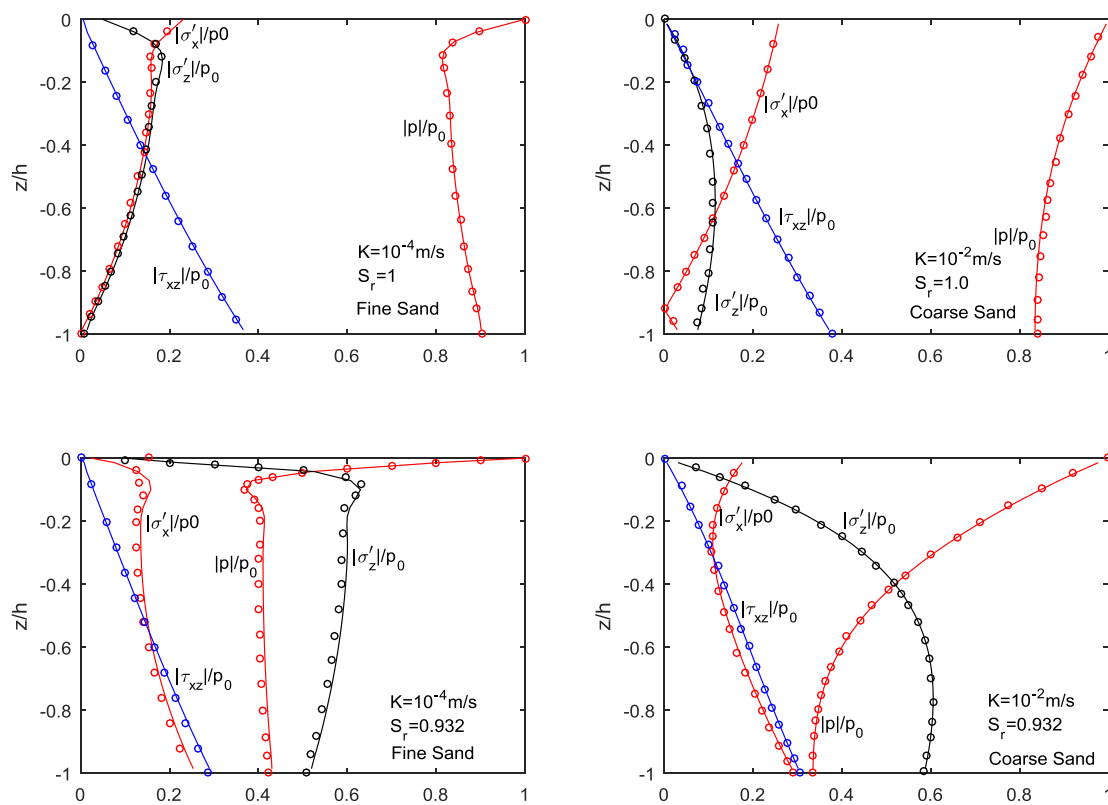 0
-0.2
-0.4
-0.6
-0.8
-1
z/h
0 0.2 0.4 0.6 0.8 1
|σ′x|/p0
|σ′z|/p0
|p|/p0
|τxz|/p0
K=10-4m/s
Sr=1
Fine Sand
0
-0.2
-0.4
-0.6
-0.8
-1
z/h
0 0.2 0.4 0.6 0.8 1
|σ′x|/p0
|τxz|/p0
|p|/p0
|σ′z|/p0
K=10-2m/s
Sr=1.0
Coarse Sand
0
-0.2
-0.4
-0.6
-0.8
-1
z/h
0 0.2 0.4 0.6 0.8 1
|σ′x|/p0
|p|/p0
|σ′z|/p0
|τxz|/p0
K=10-4m/s
Sr=0.932
Fine Sand
0
-0.2
-0.4
-0.6
-0.8
-1
z/h
0 0.2 0.4 0.6 0.8 1
|σ′x|/p0
|σ′z|/p0
|τxz|/p0
|p|/p0
K=10-2m/s
Sr=0.932
Coarse Sand